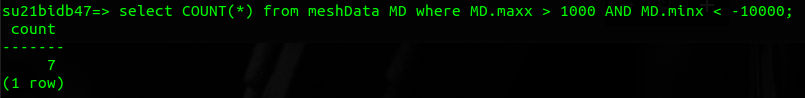 su21bidb47=> select COUNT(*) from meshData MD where MD.maxx > 1000 AND MD.minx < -10000;
count
-------
7
(1 row)